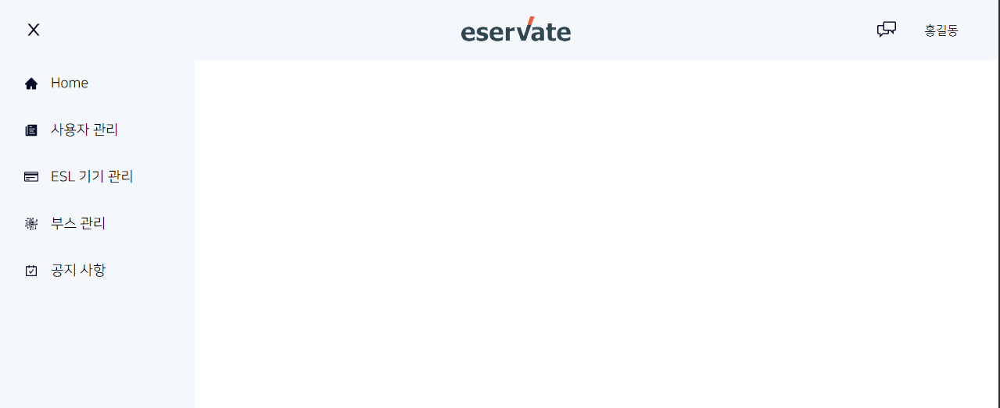 X
eservate
홍길동
Home
사용자 관리
ESL 기기 관리
부스 관리
공지 사항